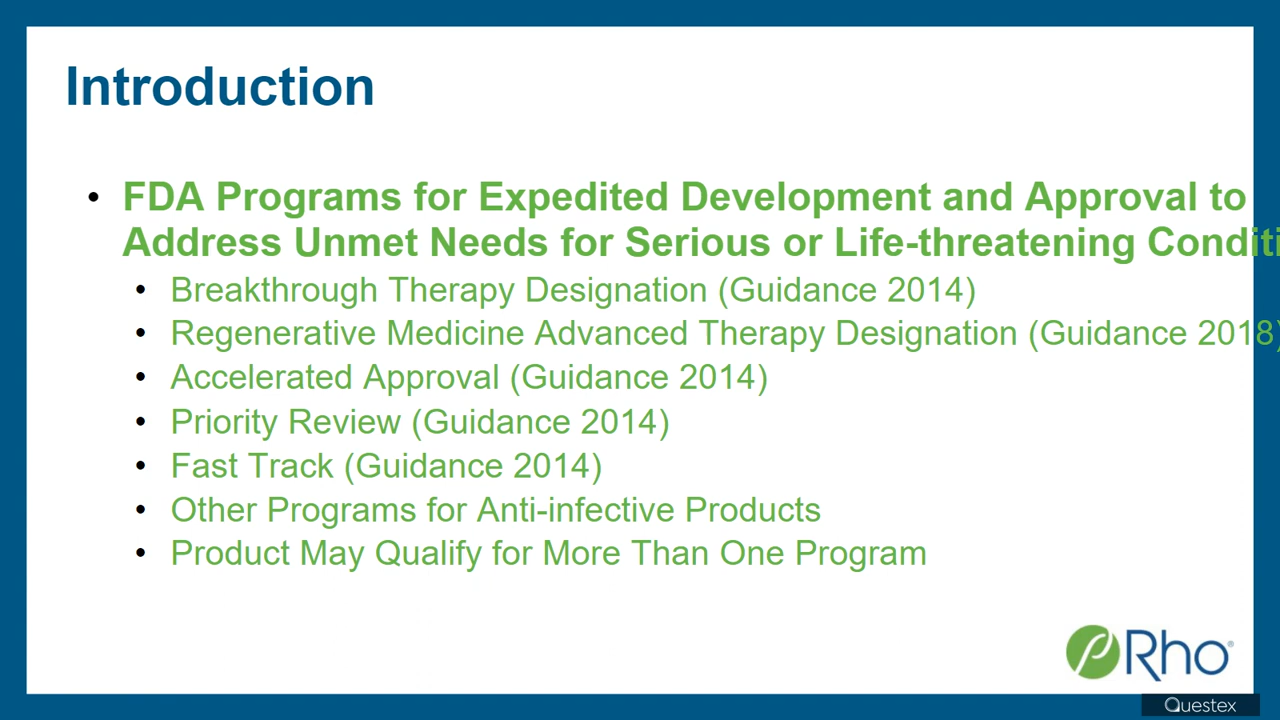 Introduction
• FDA Programs for Expedited Development and Approval to
Address Unmet Needs for Serious or Life-threatening Conditi
• Breakthrough Therapy Designation (Guidance 2014)
• Regenerative Medicine Advanced Therapy Designation (Guidance 2018)
• Accelerated Approval (Guidance 2014)
• Priority Review (Guidance 2014)
• Fast Track (Guidance 2014)
• Other Programs for Anti-infective Products
• Product May Qualify for More Than One Program
Rho®
Questex